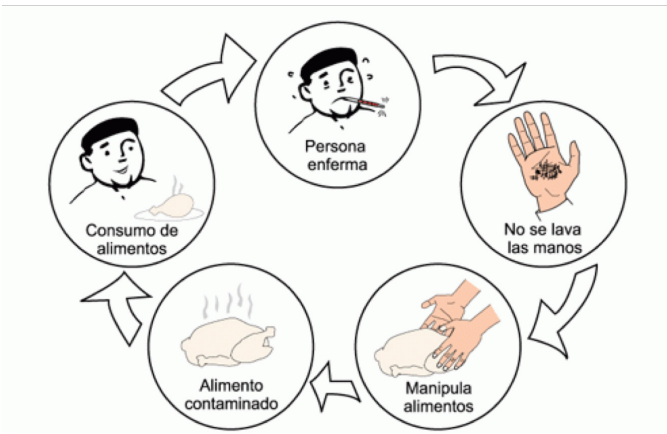 Persona
enferma
No se lava
las manos
Manipula
alimentos
Alimento
contaminado
Consumo de
alimentos